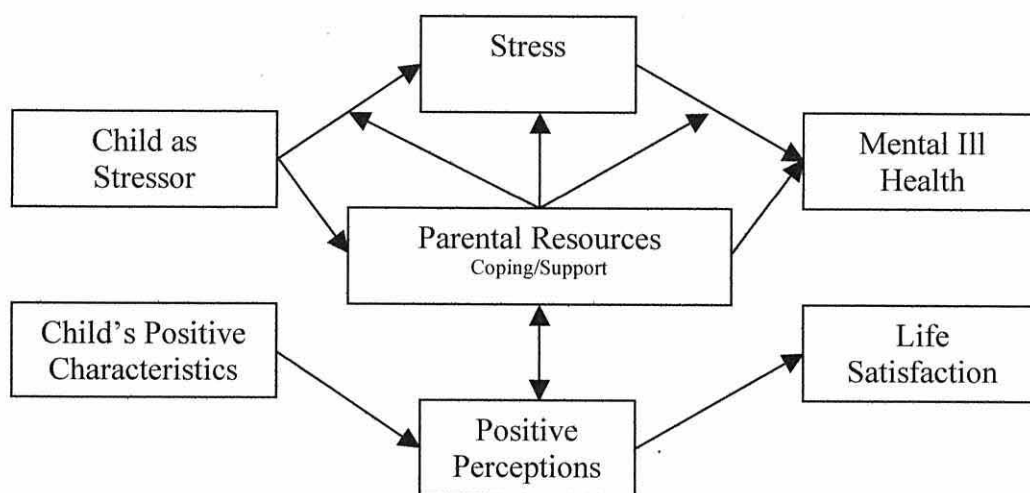 Stress
Child as
Stressor
Mental Ill
Health
Parental Resources
Coping/Support
Child's Positive
Characteristics
Life
Satisfaction
Positive
Perceptions